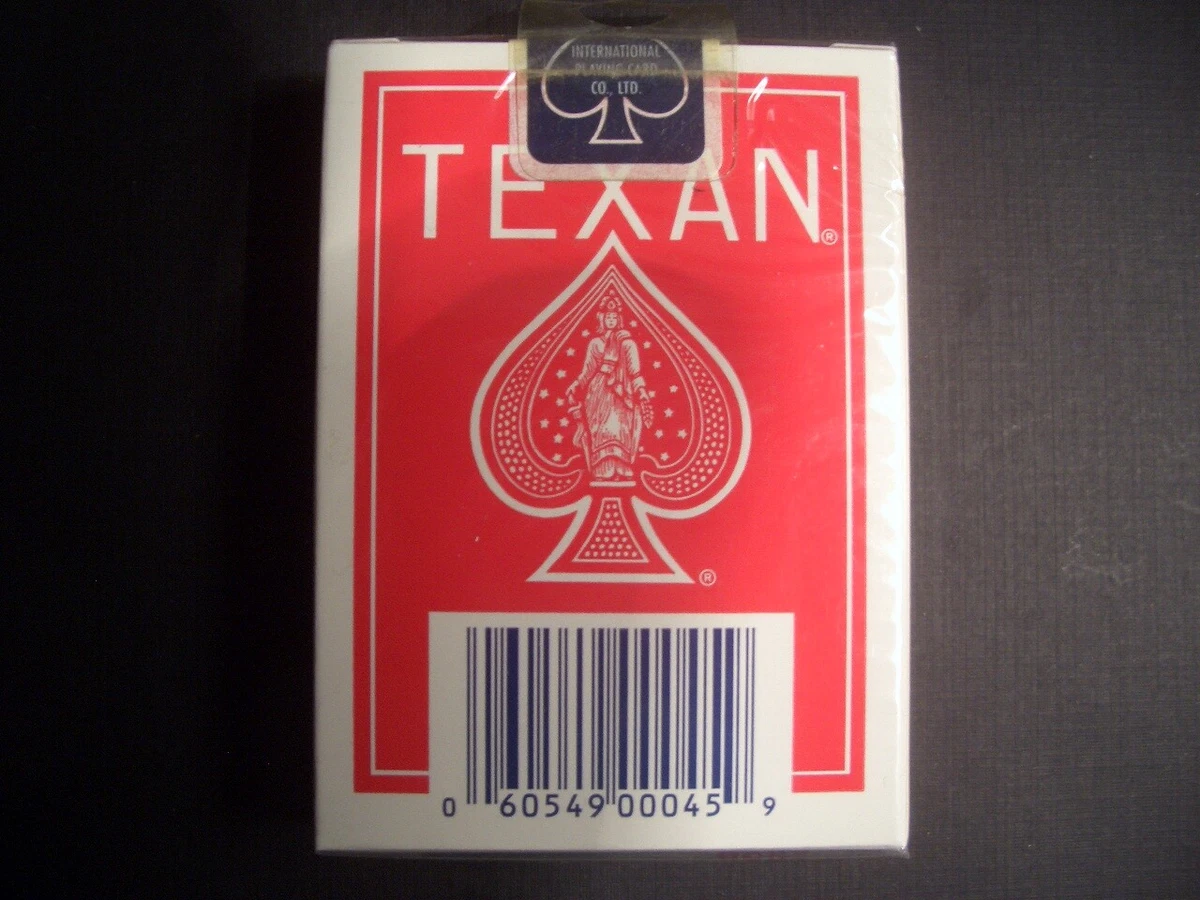 INTERNATIONAL
PLAYING CARD
CO., LTD.
TEXAN®
®
0 60549 00045 9